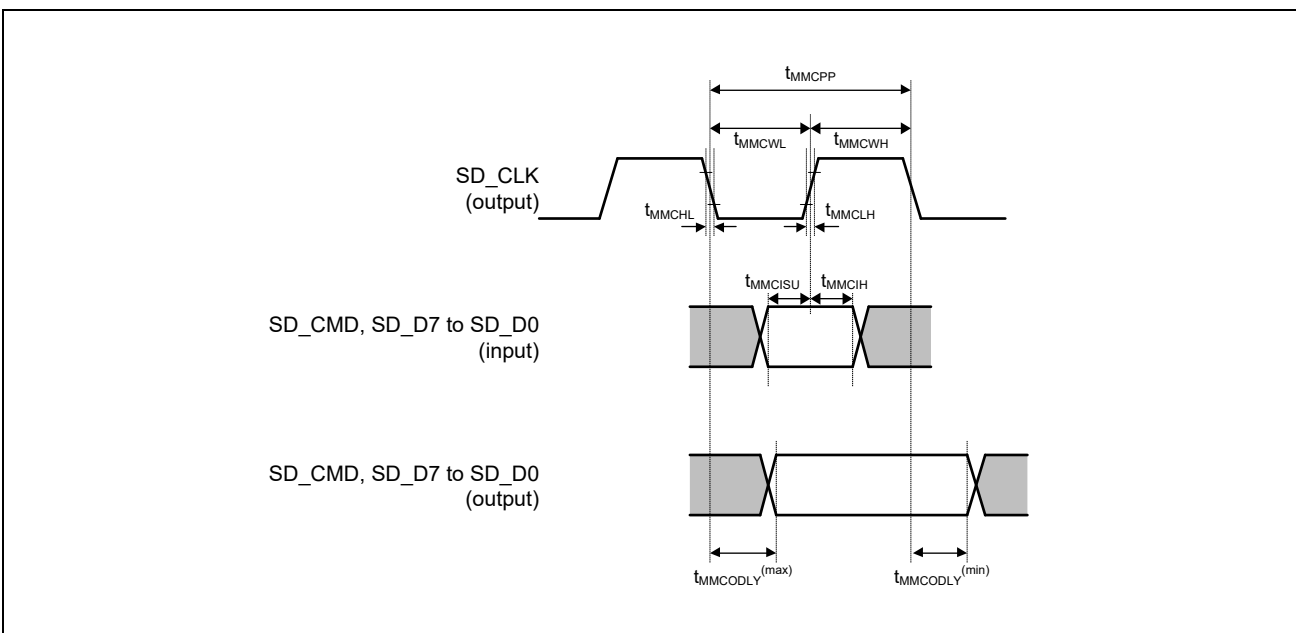 tMMCPP
tMMCWL
tMMCWH
SD_CLK
(output)
tMMCHL
tMMCLH
tMMCISU
tMMCIH
SD_CMD, SD_D7 to SD_D0
(input)
SD_CMD, SD_D7 to SD_D0
(output)
tMMCODLY(max)
tMMCODLY(min)